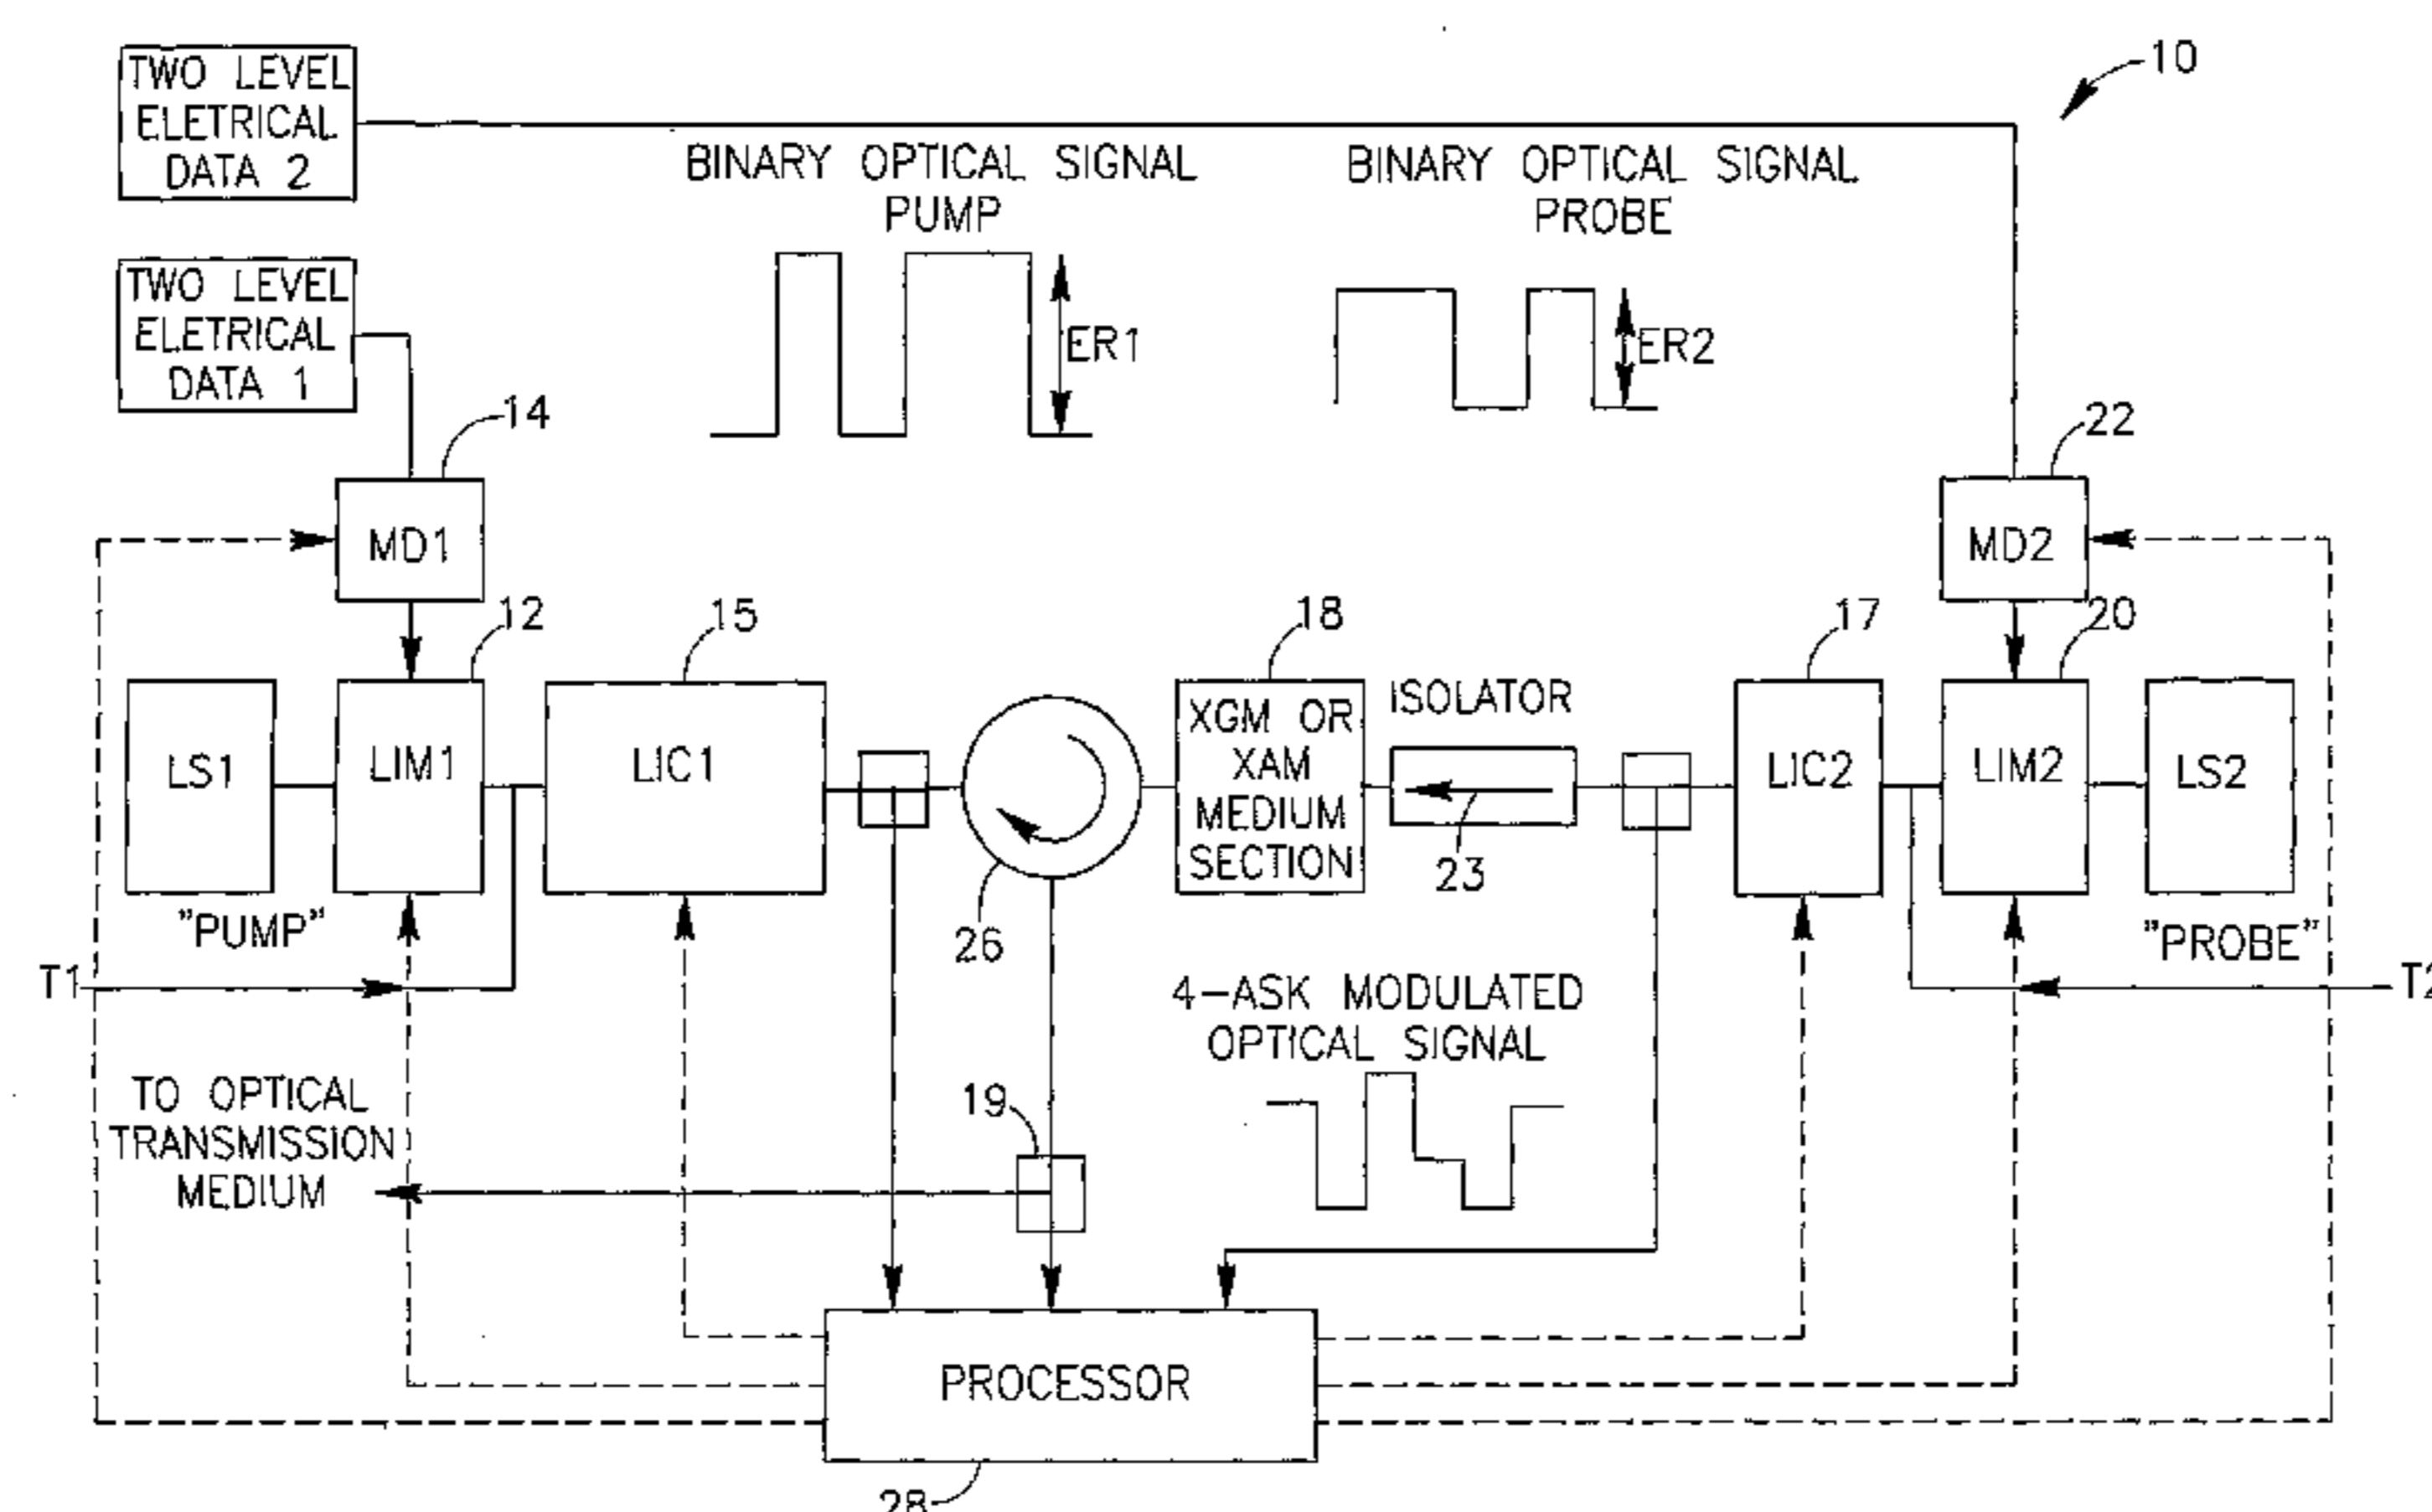 TWO LEVEL
ELETRICAL
DATA 2
10
BINARY OPTICAL SIGNAL
PUMP
BINARY OPTICAL SIGNAL
PROBE
TWO LEVEL
ELETRICAL
DATA 1
ER1
ER2
14
22
MD1
MD2
12
15
18
17
20
LS1
LIM1
LIC1
XGM OR
XAM
MEDIUM
SECTION
ISOLATOR
23
LIC2
LIM2
LS2
"PUMP"
26
"PROBE"
T1
T2
4-ASK MODULATED
OPTICAL SIGNAL
TO OPTICAL
TRANSMISSION
MEDIUM
19
PROCESSOR
28